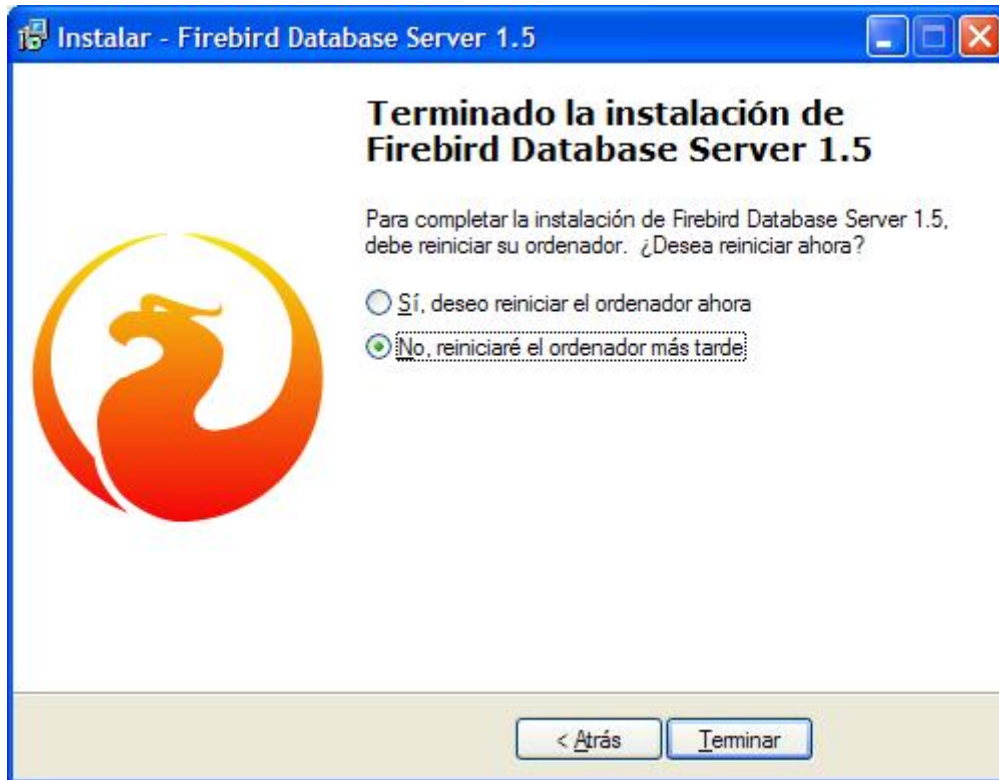 Instalar - Firebird Database Server 1.5
Terminado la instalación de
Firebird Database Server 1.5
Para completar la instalación de Firebird Database Server 1.5,
debe reiniciar su ordenador. ¿Desea reiniciar ahora?
Sí, deseo reiniciar el ordenador ahora
No, reiniciaré el ordenador más tarde
< Atrás
Terminar